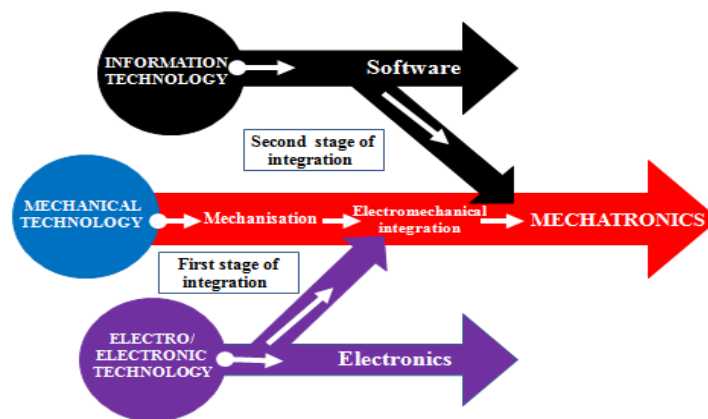 INFORMATION
TECHNOLOGY
Software
Second stage of
integration
MECHANICAL
TECHNOLOGY
Mechanisation
Electromechanical
integration
MECHATRONICS
First stage of
integration
ELECTRO/
ELECTRONIC
TECHNOLOGY
Electronics